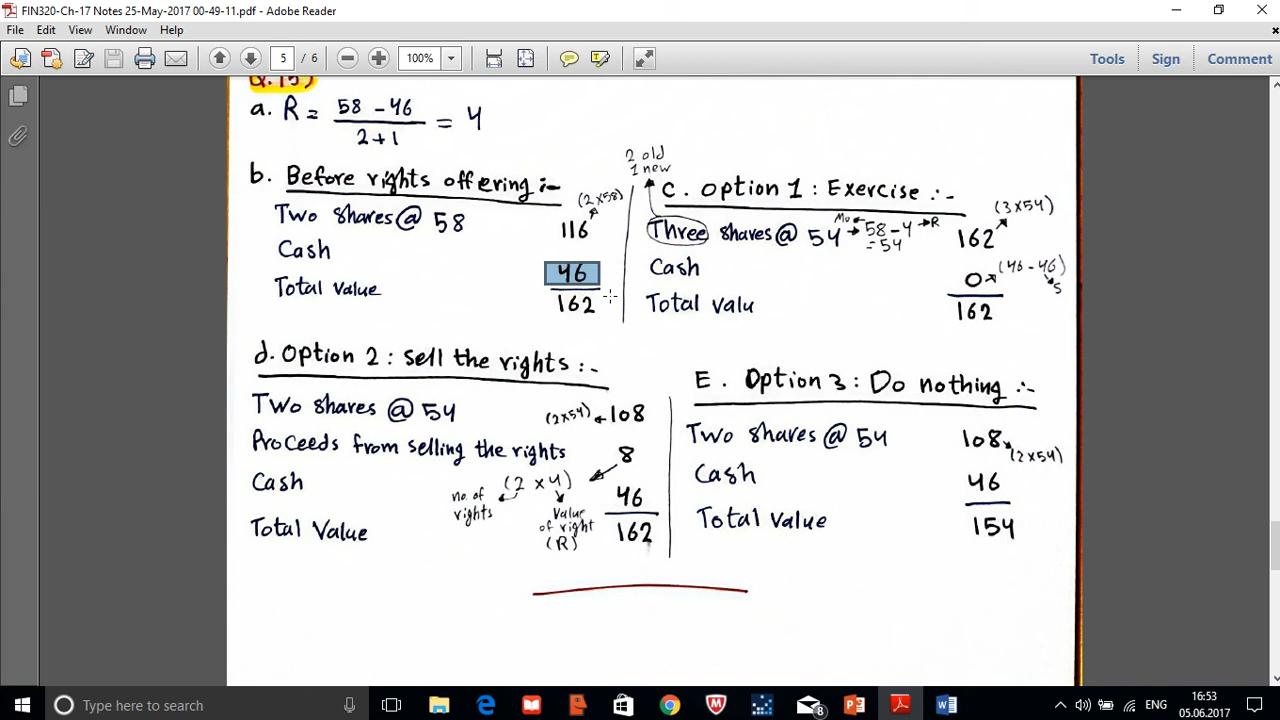 FIN320-Ch-17 Notes 25-May-2017 00-49-11.pdf - Adobe Reader
File Edit View Window Help
5 / 6 100% Tools Sign Comment
Q.15)
a. R = 58 - 46 / 2+1 = 4
b. Before rights offering :-
(2x58)
Two shares @ 58 116
Cash 46
Total value 162
2 old
1 new
C. Option 1 : Exercise :-
(3x54)
Three shares @ 54 Mo 58-4 R 162
= 54
Cash 0 (46-46)
S
Total valu 162
d. Option 2 : Sell the rights :-
Two shares @ 54 (2x54) 108
Proceeds from selling the rights 8
Cash (2 x 4) 46
no. of
rights
Value
of right
(R)
Total Value 162
E. Option 3 : Do nothing :-
Two shares @ 54 108
(2x54)
Cash 46
Total value 154
Type here to search
8
ENG
16:53
05.06.2017